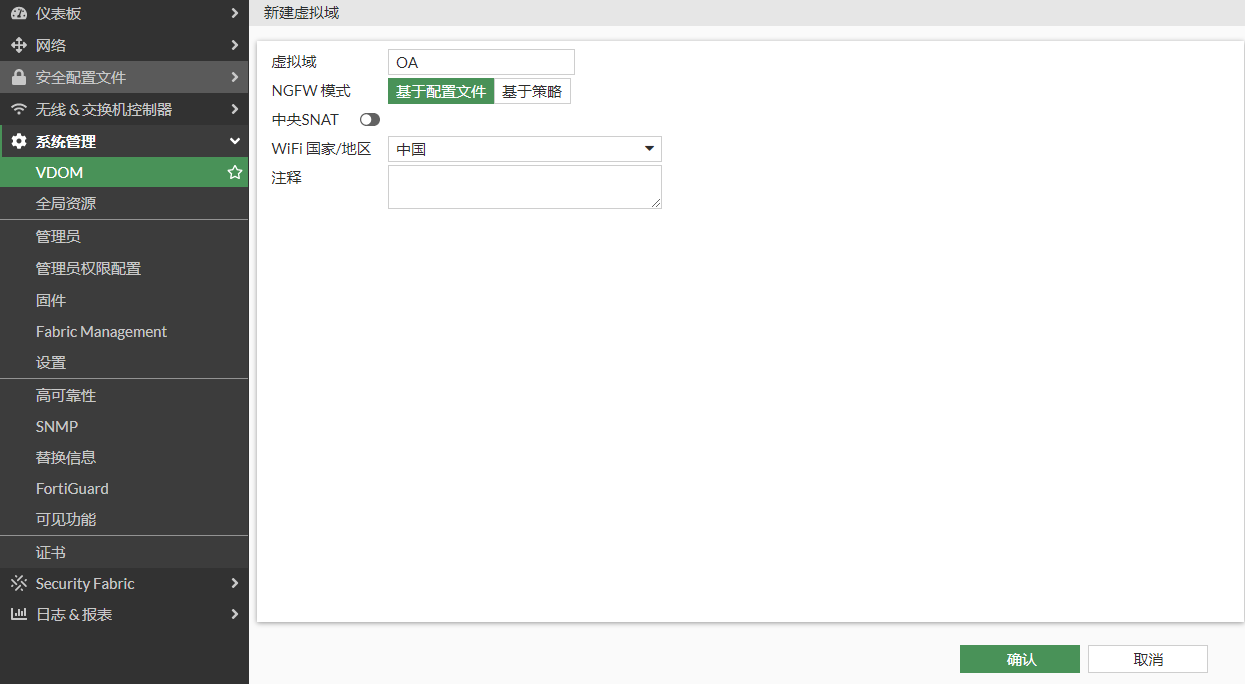 仪表板
网络
安全配置文件
无线 & 交换机控制器
系统管理
VDOM
全局资源
管理员
管理员权限配置
固件
Fabric Management
设置
高可靠性
SNMP
替换信息
FortiGuard
可见功能
证书
Security Fabric
日志 & 报表
新建虚拟域
虚拟域 OA
NGFW 模式 基于配置文件 基于策略
中央SNAT
WiFi 国家/地区 中国
注释
确认 取消